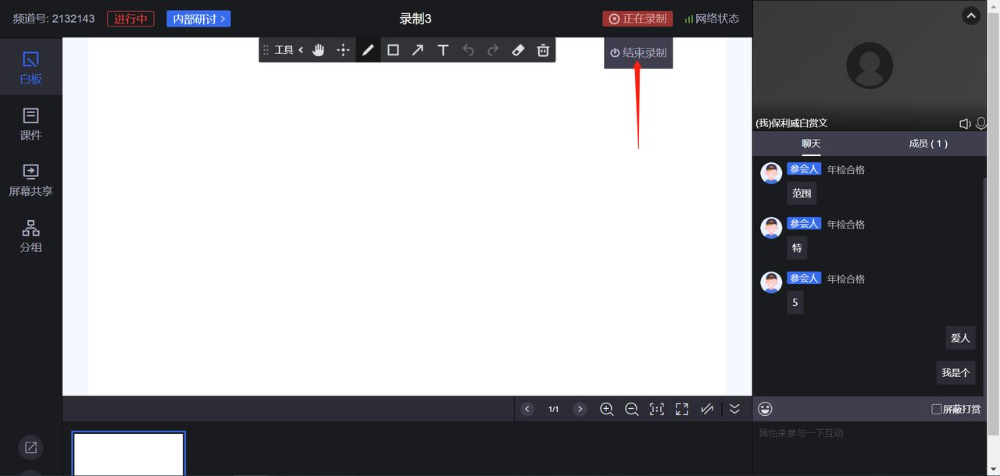 频道号: 2132143 进行中 内部研讨 > 录制3 正在录制 网络状态
工具 T
结束录制
白板
课件
屏幕共享
分组
(我)保利威白赏文
聊天 成员 ( 1 )
参会人 年检合格
范围
参会人 年检合格
特
参会人 年检合格
5
爱人
我是个
1/1
屏蔽打赏
我也来参与一下互动